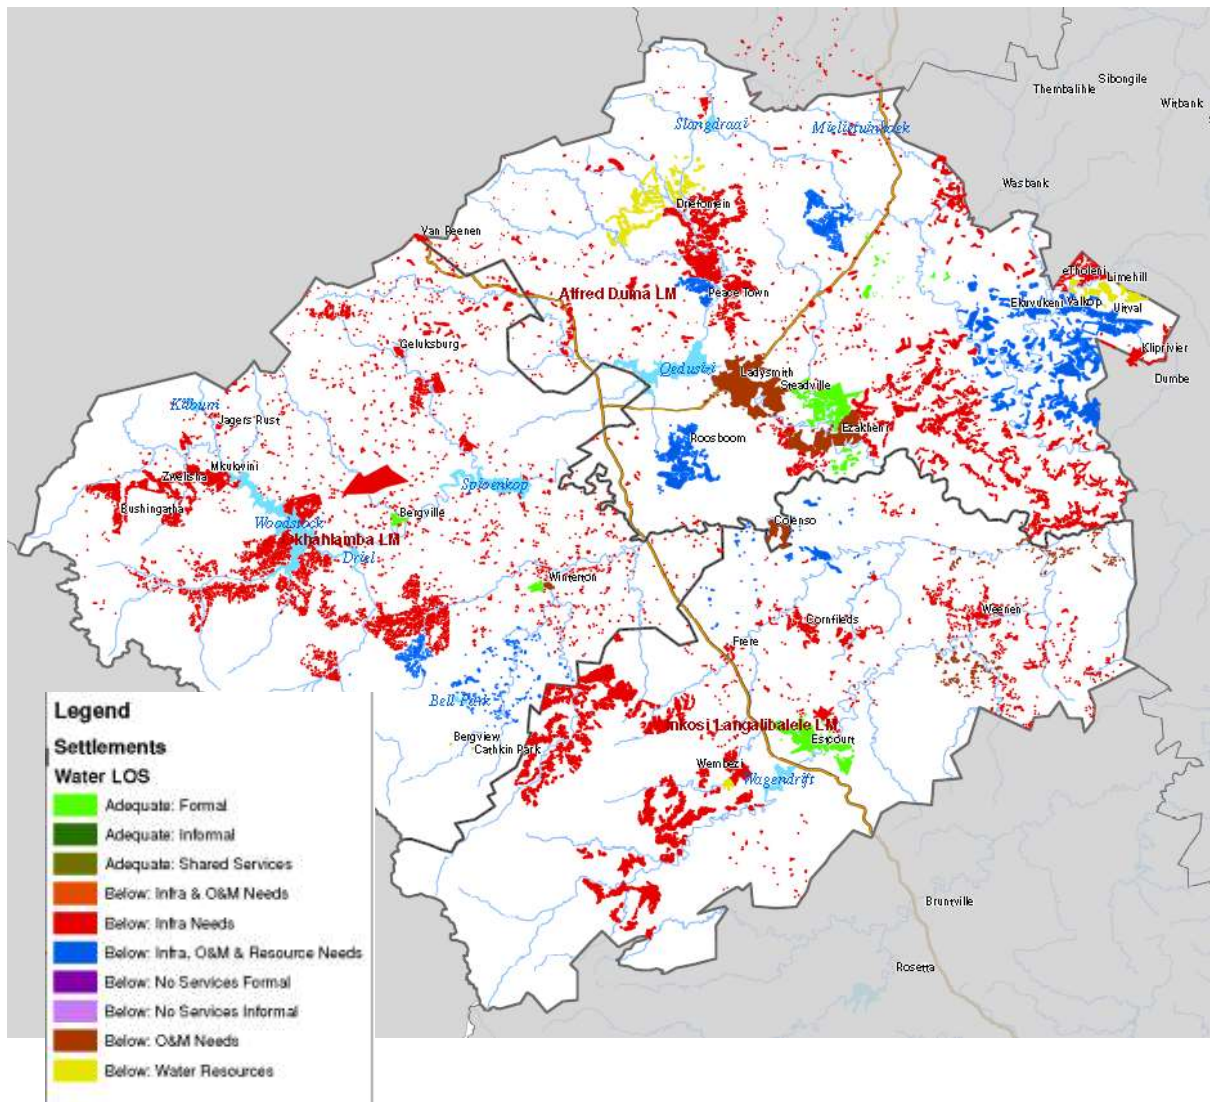 Sibongile
Thembalihle
Witbank
Slangdraai
Wasbank
Driefontein
Van Reenen
eTholeni
Limehill
Alfred Duma LM
Peace Town
Ekuvukeni
Valkop
Uitval
Geluksburg
Kliprivier
Qedusizi
Ladysmith
Steadville
Dumbe
Kilburn
Jagers Rust
Roosboom
Ezakheni
Mkukwini
Zwelisha
Spioenkop
Bushingatha
Bergville
Woodstock
Colenso
Okhahlamba LM
Driel
Winterton
Weenen
Cornfileds
Frere
Bell Park
Inkosi Langalibalele LM
Bergview
Estcourt
Cathkin Park
Wembezi
Wagendrift
Bruntville
Rosetta
Legend
Settlements
Water LOS
Adequate: Formal
Adequate: Informal
Adequate: Shared Services
Below: Infra & O&M Needs
Below: Infra Needs
Below: Infra, O&M & Resource Needs
Below: No Services Formal
Below: No Services Informal
Below: O&M Needs
Below: Water Resources